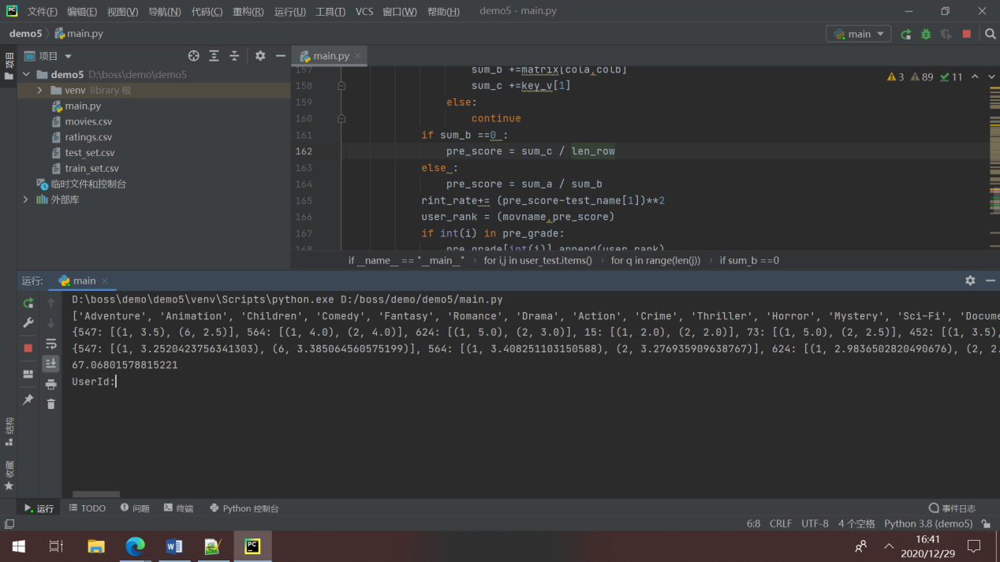 PC 文件(F) 编辑(E) 视图(V) 导航(N) 代码(C) 重构(R) 运行(U) 工具(T) VCS 窗口(W) 帮助(H) demo5 - main.py
demo5 main.py main
项目 项目 main.py
demo5 D:\boss\demo\demo5
venv library 根
main.py
movies.csv
ratings.csv
test_set.csv
train_set.csv
临时文件和控制台
外部库
3 89 11
157 sum_b +=matrix[cola,colb]
158 sum_c +=key_v[1]
159 else:
160 continue
161 if sum_b ==0 :
162 pre_score = sum_c / len_row
163 else :
164 pre_score = sum_a / sum_b
165 rint_rate+= (pre_score-test_name[1])**2
166 user_rank = (movname,pre_score)
167 if int(i) in pre_grade:
168 pre_grade[int(i)].append(user_rank)
if __name__ == "__main__" › for i,j in user_test.items() › for q in range(len(j)) › if sum_b ==0
运行: main
D:\boss\demo\demo5\venv\Scripts\python.exe D:/boss/demo/demo5/main.py
['Adventure', 'Animation', 'Children', 'Comedy', 'Fantasy', 'Romance', 'Drama', 'Action', 'Crime', 'Thriller', 'Horror', 'Mystery', 'Sci-Fi', 'Docume
{547: [(1, 3.5), (6, 2.5)], 564: [(1, 4.0), (2, 4.0)], 624: [(1, 5.0), (2, 3.0)], 15: [(1, 2.0), (2, 2.0)], 73: [(1, 5.0), (2, 2.5)], 452: [(1, 3.5),
{547: [(1, 3.2520423756341303), (6, 3.385064560575199)], 564: [(1, 3.408251103150588), (2, 3.276935909638767)], 624: [(1, 2.9836502820490676), (2, 2.
67.06801578815221
UserId:
结构
收藏
运行 TODO 问题 终端 Python 控制台 事件日志
6:8 CRLF UTF-8 4 个空格 Python 3.8 (demo5)
16:41
2020/12/29